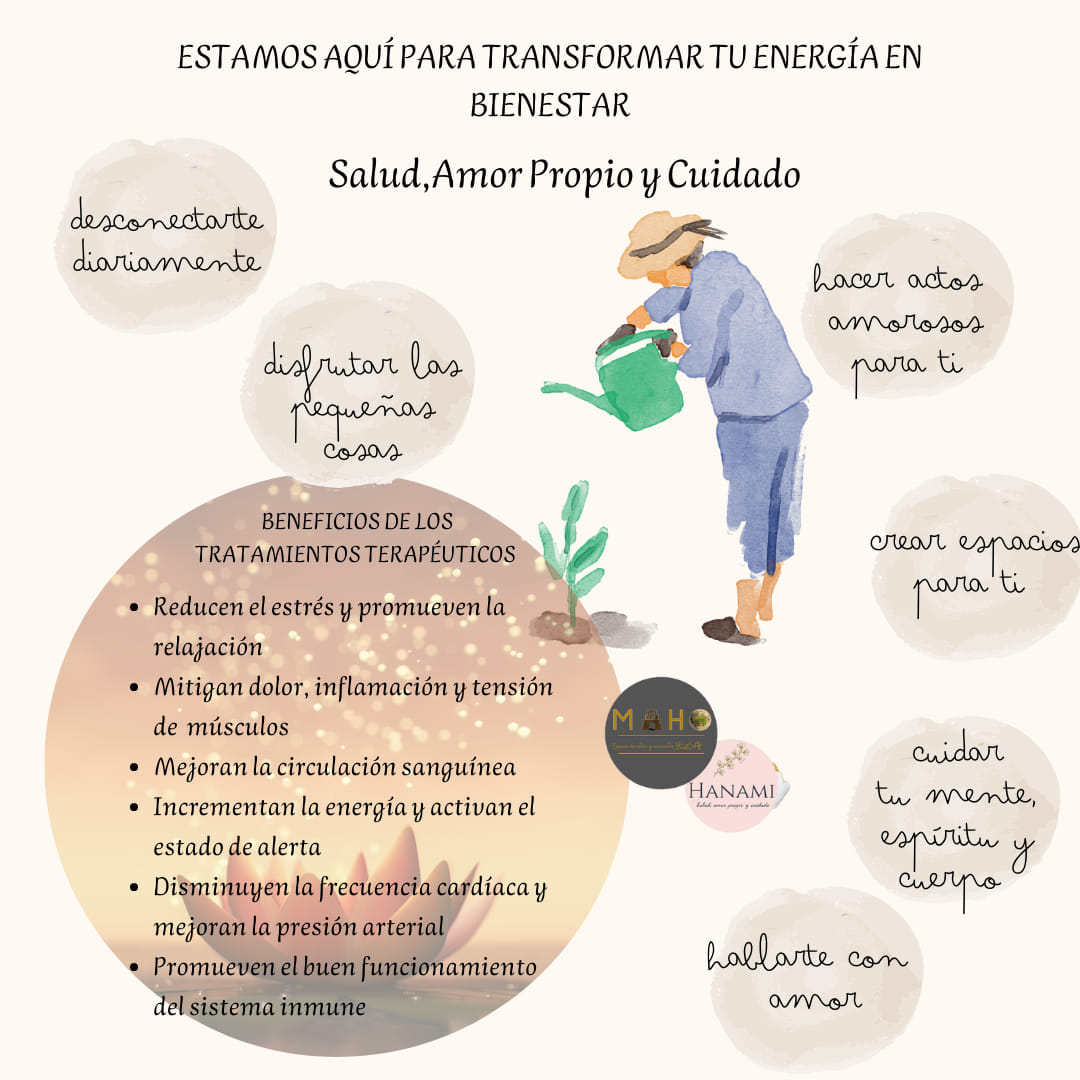 ESTAMOS AQUÍ PARA TRANSFORMAR TU ENERGÍA EN
BIENESTAR
Salud,Amor Propio y Cuidado
desconectarte
diariamente
disfrutar las
pequeñas
cosas
hacer actos
amorosos
para ti
crear espacios
para ti
cuidar
tu mente,
espíritu y
cuerpo
hablarte con
amor
BENEFICIOS DE LOS
TRATAMIENTOS TERAPÉUTICOS
• Reducen el estrés y promueven la
relajación
• Mitigan dolor, inflamación y tensión
de músculos
• Mejoran la circulación sanguínea
• Incrementan la energía y activan el
estado de alerta
• Disminuyen la frecuencia cardíaca y
mejoran la presión arterial
• Promueven el buen funcionamiento
del sistema inmune
MAHO
HANAMI
Salud, amor propio y cuidado